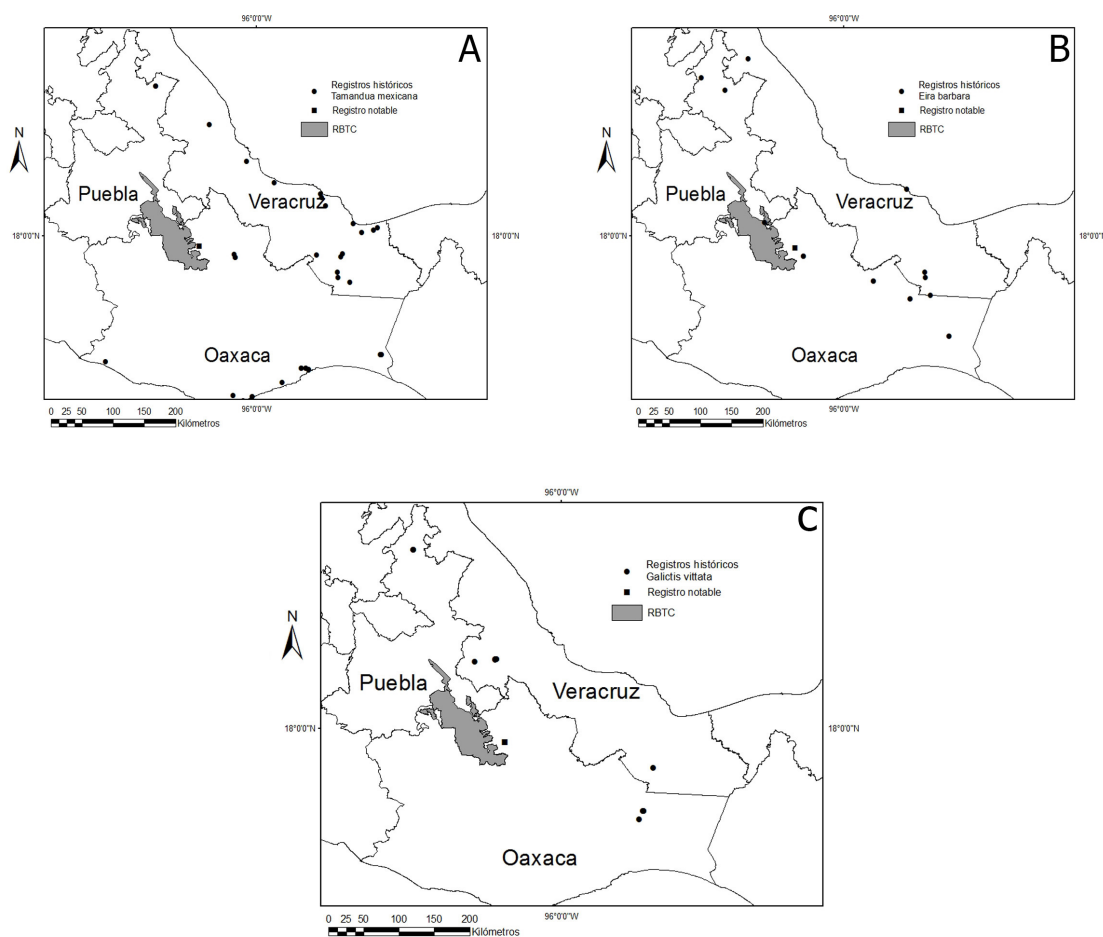 96°0'0"W
A
Registros históricos
Tamandua mexicana
Registro notable
RBTC
N
Puebla
Veracruz
18°0'0"N
18°0'0"N
Oaxaca
0 25 50 100 150 200
Kilómetros
96°0'0"W
96°0'0"W
B
Registros históricos
Eira barbara
Registro notable
RBTC
N
Puebla
Veracruz
18°0'0"N
18°0'0"N
Oaxaca
0 25 50 100 150 200
Kilómetros
96°0'0"W
96°0'0"W
C
Registros históricos
Galictis vittata
Registro notable
RBTC
N
Puebla
Veracruz
18°0'0"N
18°0'0"N
Oaxaca
0 25 50 100 150 200
Kilómetros
96°0'0"W